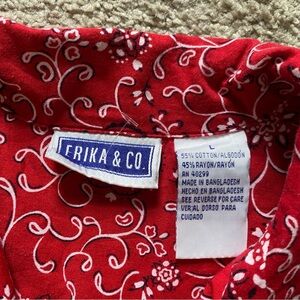 ERIKA & CO.
L
55% COTTON/ALGODÓN
45% RAYON/RAYÓN
RN 40299
MADE IN BANGLADESH
HECHO EN BANGLADESH
SEE REVERSE FOR CARE
VER AL DORSO PARA
CUIDADO